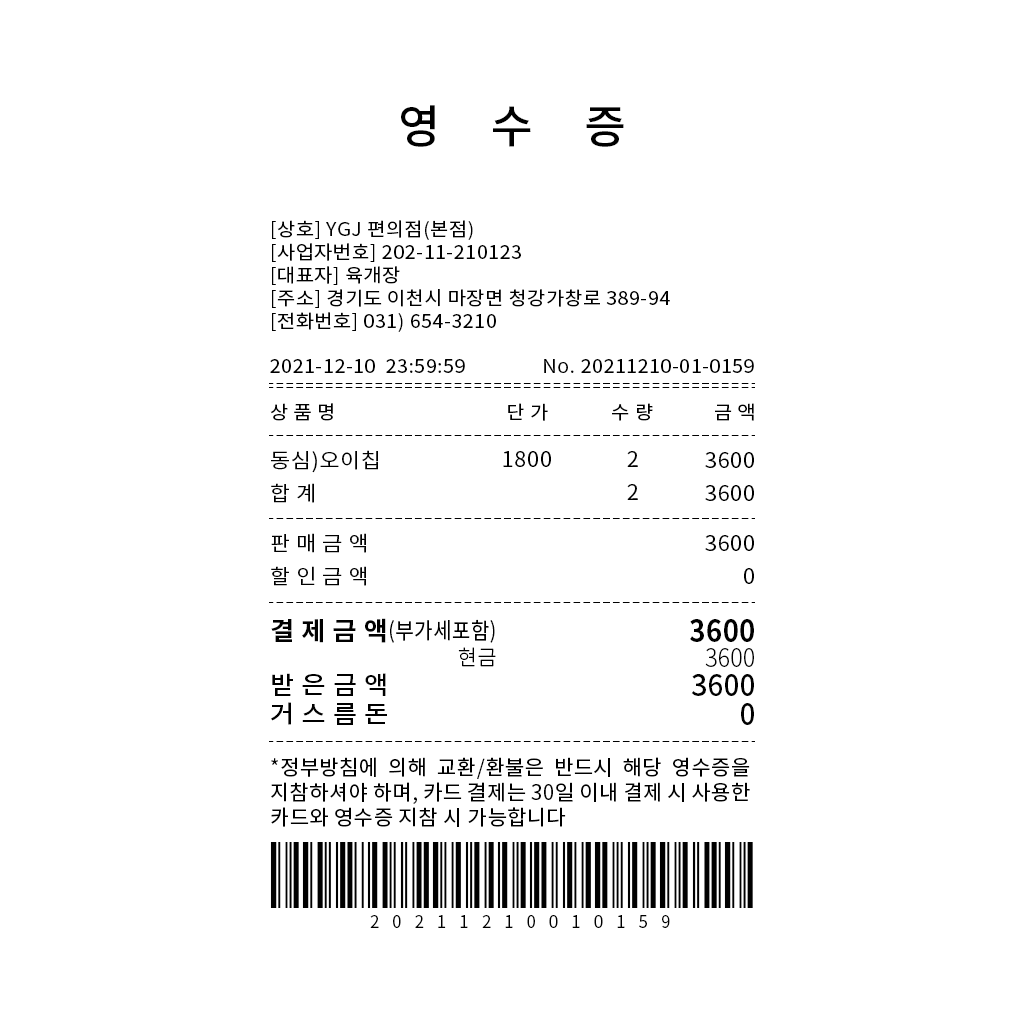 영 수 증
[상호] YGJ 편의점(본점)
[사업자번호] 202-11-210123
[대표자] 육개장
[주소] 경기도 이천시 마장면 청강가창로 389-94
[전화번호] 031) 654-3210
2021-12-10 23:59:59 No. 20211210-01-0159
상 품 명 단 가 수 량 금 액
동심)오이칩 1800 2 3600
합 계 2 3600
판 매 금 액 3600
할 인 금 액 0
결 제 금 액(부가세포함) 3600
현금 3600
받 은 금 액 3600
거 스 름 돈 0
*정부방침에 의해 교환/환불은 반드시 해당 영수증을
지참하셔야 하며, 카드 결제는 30일 이내 결제 시 사용한
카드와 영수증 지참 시 가능합니다
2 0 2 1 1 2 1 0 0 1 0 1 5 9